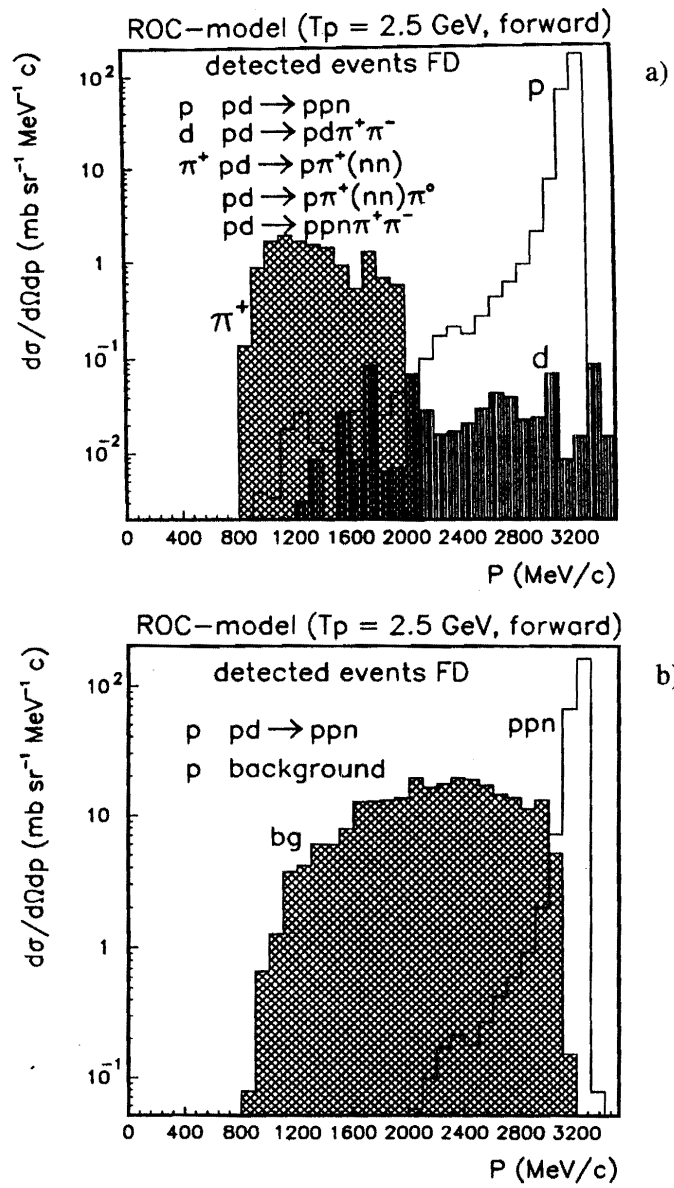 ROC-model (Tp = 2.5 GeV, forward)
a)
detected events FD
p pd → ppn
d pd → pdπ⁺π⁻
π⁺ pd → pπ⁺(nn)
pd → pπ⁺(nn)π⁰
pd → ppnπ⁺π⁻
p
π⁺
d
dσ/dΩdp (mb sr⁻¹ MeV⁻¹ c)
10²
10
1
10⁻¹
10⁻²
0 400 800 1200 1600 2000 2400 2800 3200
P (MeV/c)
ROC-model (Tp = 2.5 GeV, forward)
b)
detected events FD
p pd → ppn
p background
ppn
bg
dσ/dΩdp (mb sr⁻¹ MeV⁻¹ c)
10²
10
1
10⁻¹
0 400 800 1200 1600 2000 2400 2800 3200
P (MeV/c)